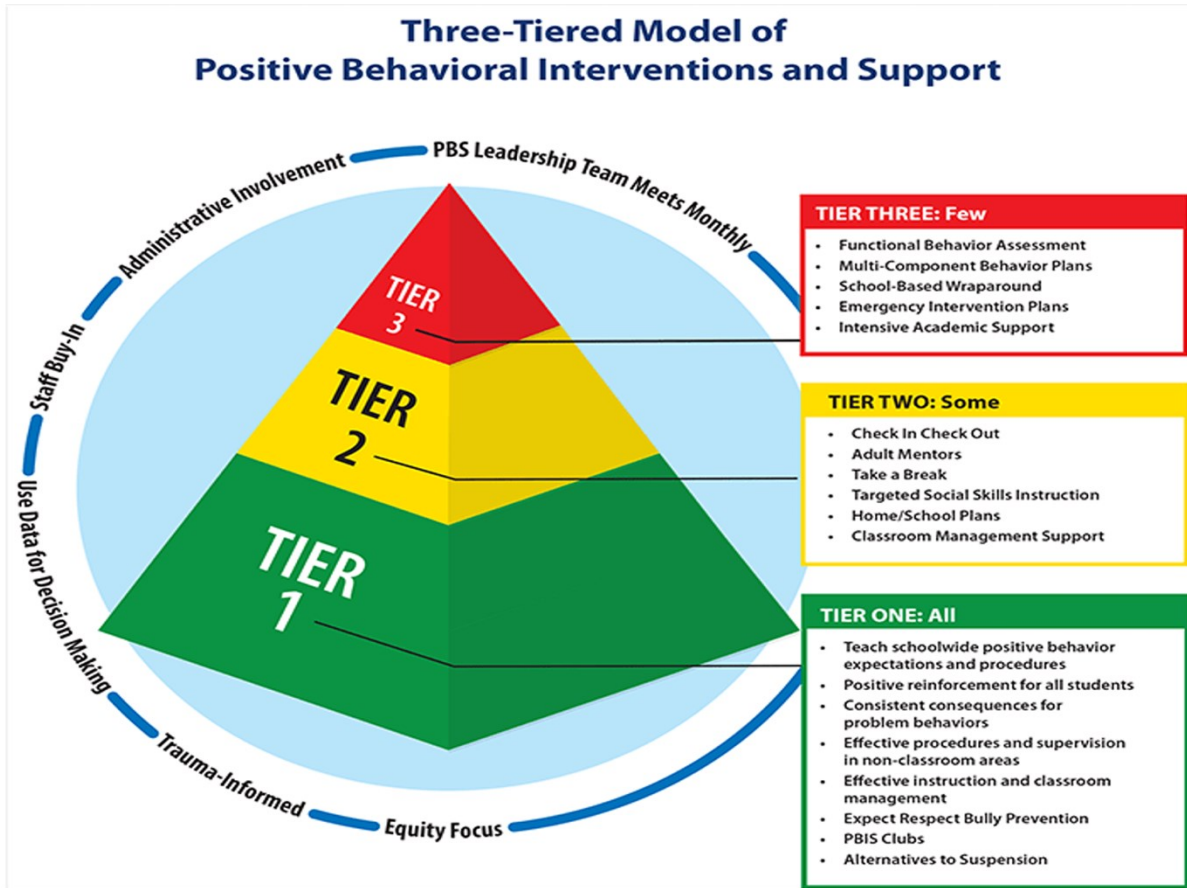 Three-Tiered Model of
Positive Behavioral Interventions and Support
PBS Leadership Team Meets Monthly
Administrative Involvement
Staff Buy-In
Use Data for Decision Making
Trauma-Informed
Equity Focus
TIER
3
TIER
2
TIER
1
TIER THREE: Few
• Functional Behavior Assessment
• Multi-Component Behavior Plans
• School-Based Wraparound
• Emergency Intervention Plans
• Intensive Academic Support
TIER TWO: Some
• Check In Check Out
• Adult Mentors
• Take a Break
• Targeted Social Skills Instruction
• Home/School Plans
• Classroom Management Support
TIER ONE: All
• Teach schoolwide positive behavior
expectations and procedures
• Positive reinforcement for all students
• Consistent consequences for
problem behaviors
• Effective procedures and supervision
in non-classroom areas
• Effective instruction and classroom
management
• Expect Respect Bully Prevention
• PBIS Clubs
• Alternatives to Suspension